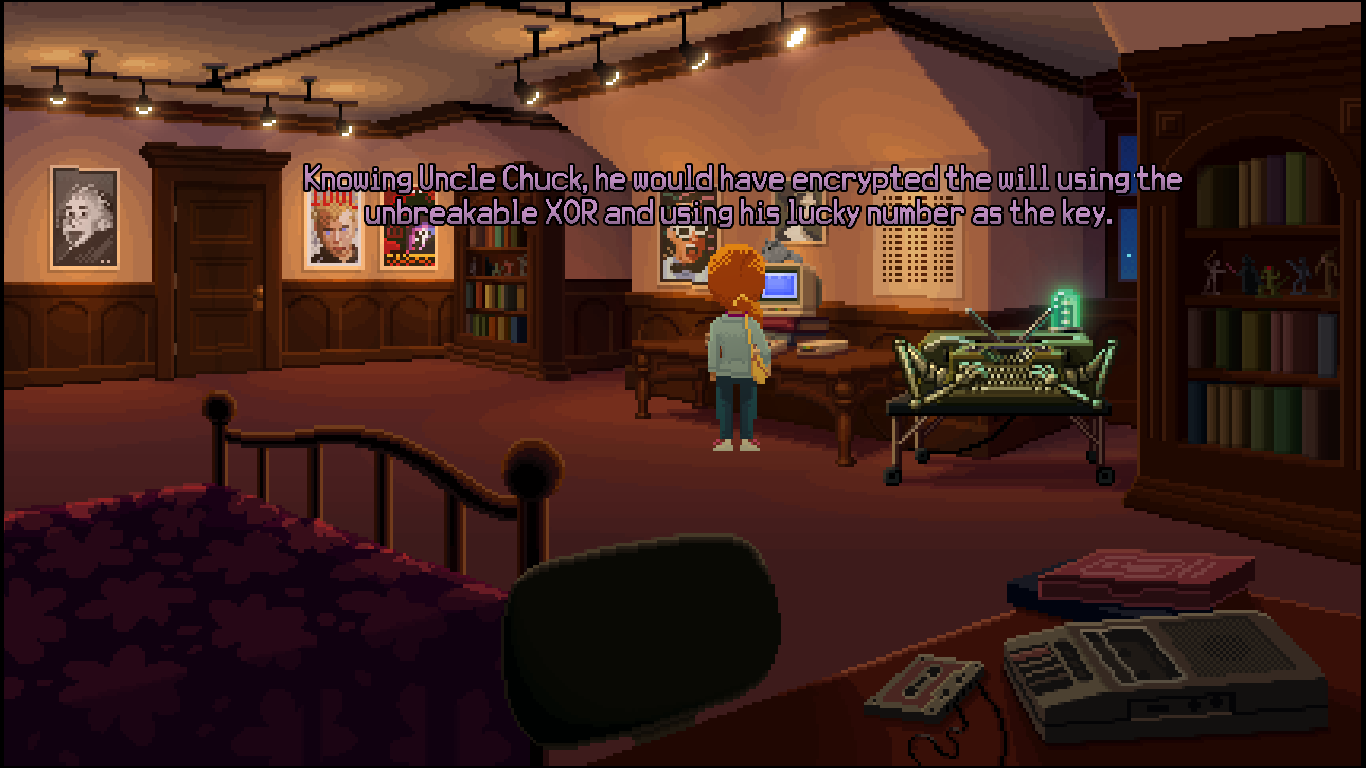 Knowing Uncle Chuck, he would have encrypted the will using the
unbreakable XOR and using his lucky number as the key.
IDOL